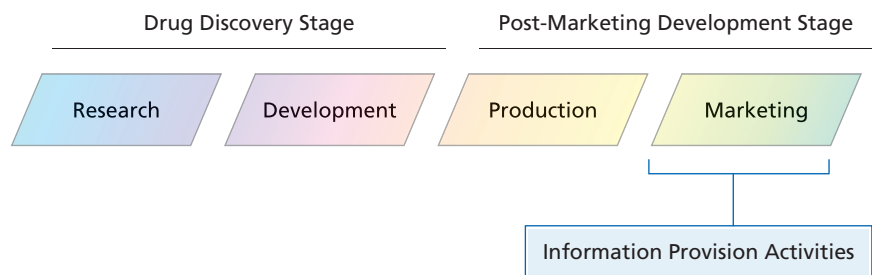 Drug Discovery Stage
Post-Marketing Development Stage
Research
Development
Production
Marketing
Information Provision Activities